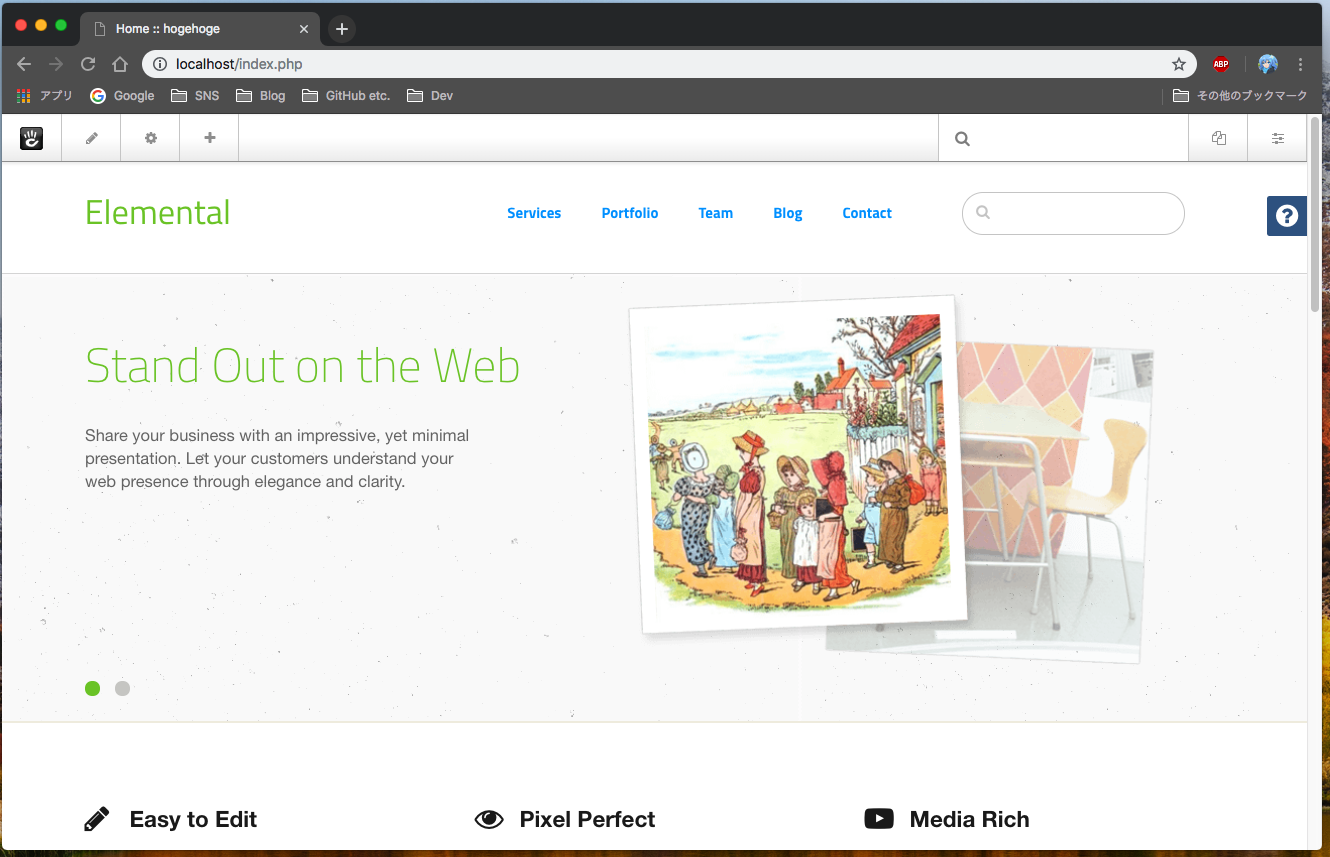 Home :: hogehoge
localhost/index.php
ABP
アプリ Google SNS Blog GitHub etc. Dev その他のブックマーク
Elemental Services Portfolio Team Blog Contact
Stand Out on the Web
Share your business with an impressive, yet minimal
presentation. Let your customers understand your
web presence through elegance and clarity.
Easy to Edit Pixel Perfect Media Rich